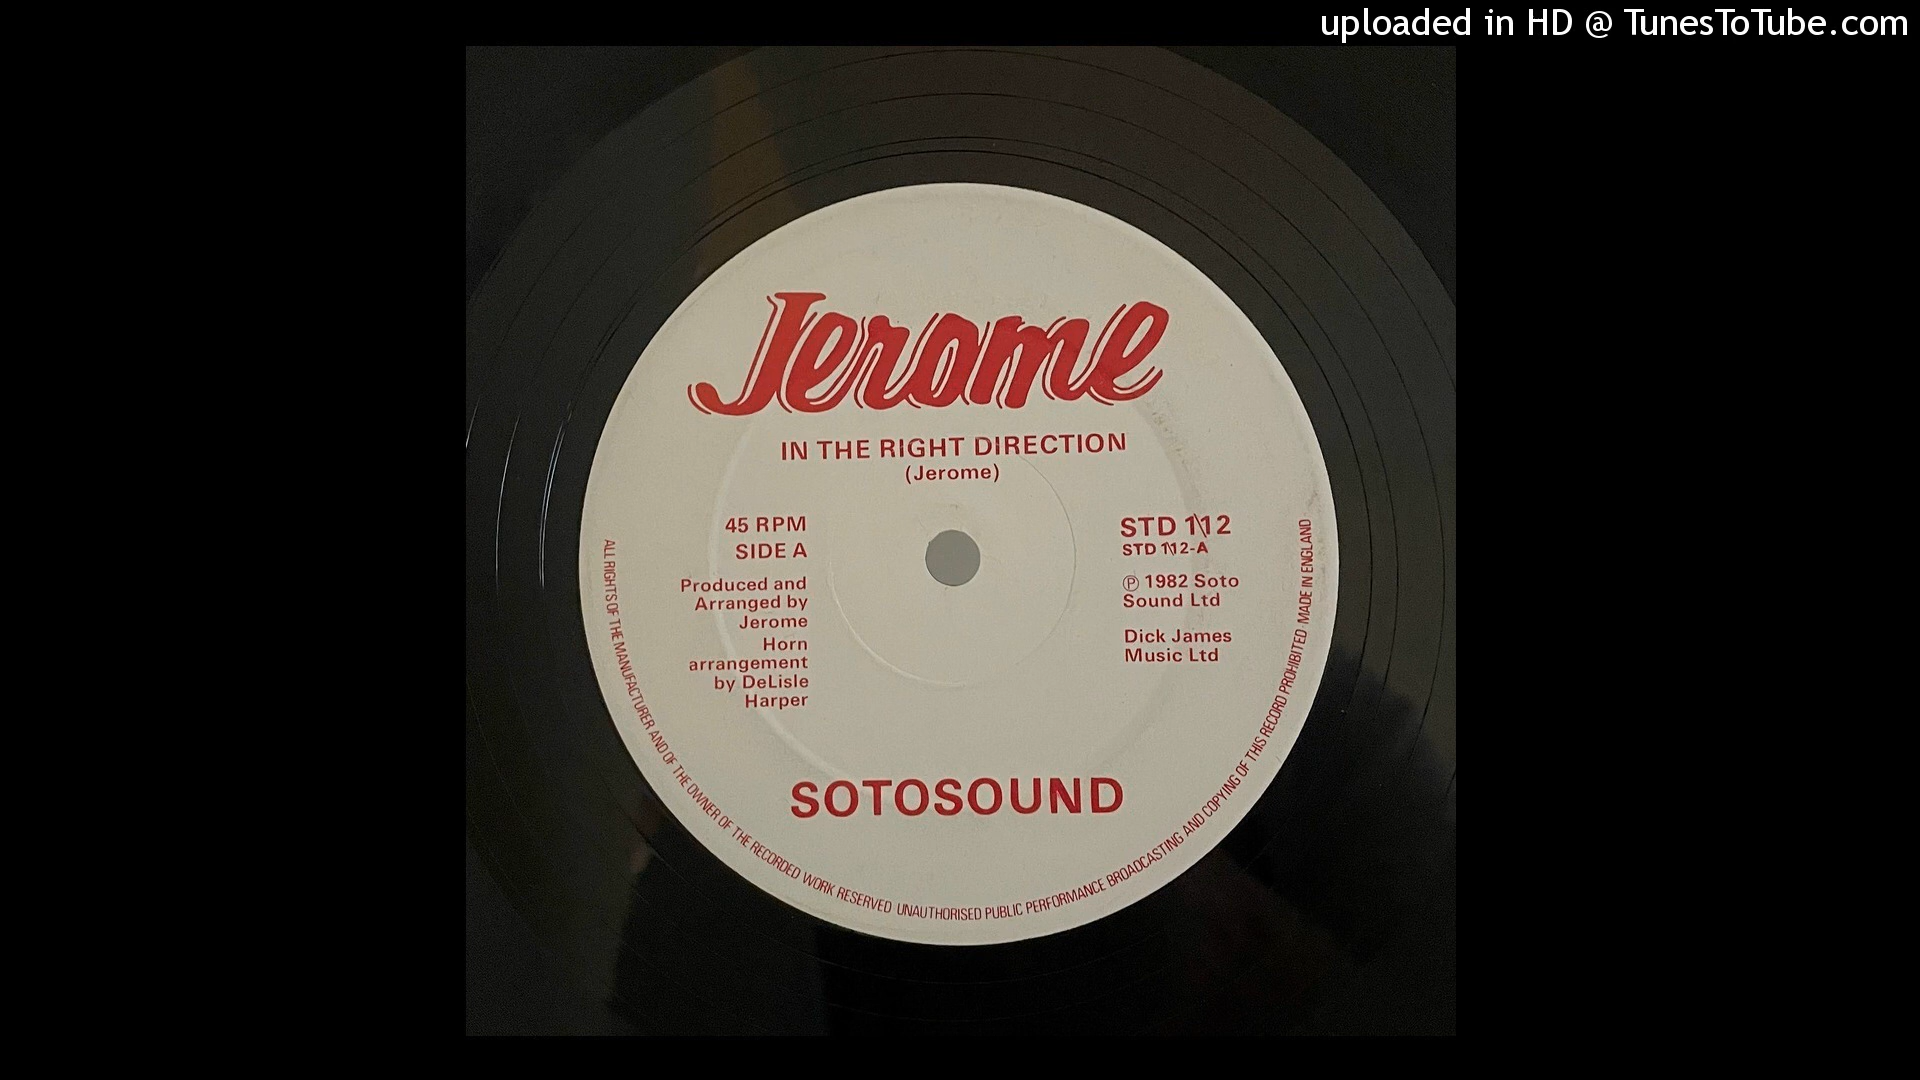 uploaded in HD @ TunesToTube.com
Jerome
IN THE RIGHT DIRECTION
(Jerome)
45 RPM
SIDE A
Produced and
Arranged by
Jerome
Horn
arrangement
by DeLisle
Harper
STD 112
STD 112-A
Ⓟ 1982 Soto
Sound Ltd
Dick James
Music Ltd
SOTOSOUND
ALL RIGHTS OF THE MANUFACTURER AND OF THE OWNER OF THE RECORDED WORK RESERVED UNAUTHORISED PUBLIC PERFORMANCE BROADCASTING AND COPYING OF THIS RECORD PROHIBITED MADE IN ENGLAND